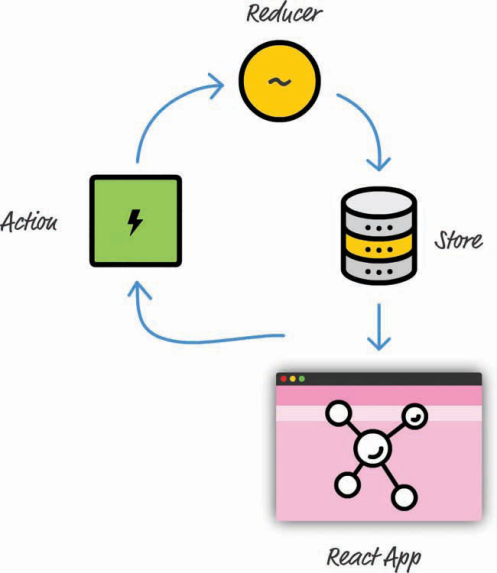 Reducer
Action
Store
React App